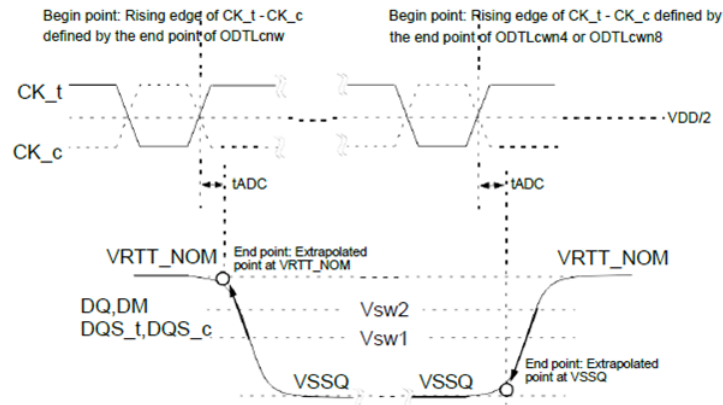 Begin point: Rising edge of CK_t - CK_c
defined by the end point of ODTLcnw
Begin point: Rising edge of CK_t - CK_c defined by
the end point of ODTLcwn4 or ODTLcwn8
CK_t
VDD/2
CK_c
tADC
tADC
VRTT_NOM
End point: Extrapolated
point at VRTT_NOM
VRTT_NOM
DQ,DM
DQS_t,DQS_c
Vsw2
Vsw1
VSSQ
VSSQ
End point: Extrapolated
point at VSSQ